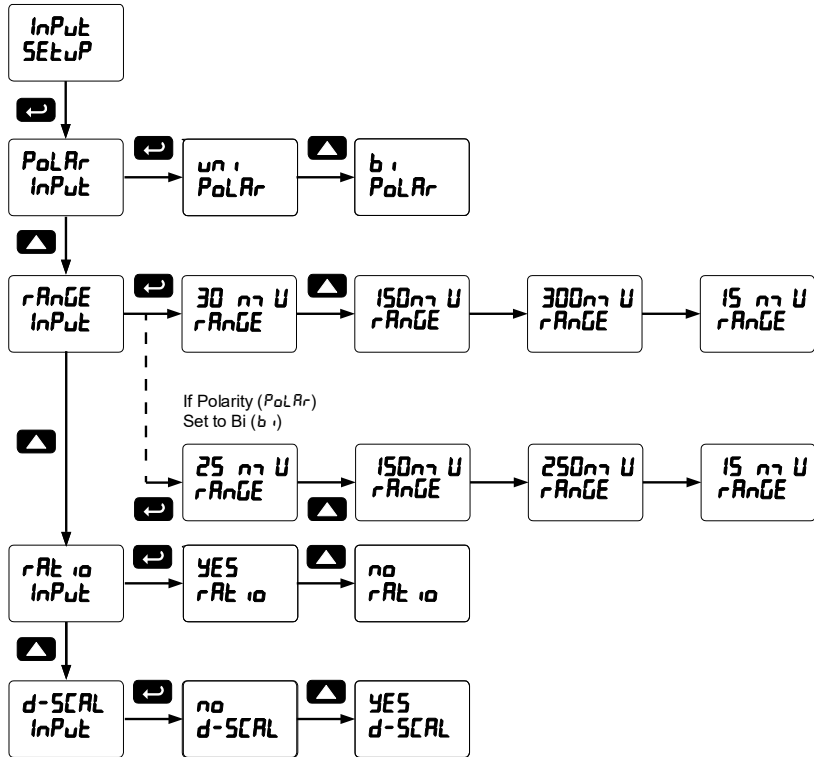 InPut
SEtuP
PoLAr
InPut
uni
PoLAr
bi
PoLAr
rAnGE
InPut
30 mV
rAnGE
150mV
rAnGE
300mV
rAnGE
15 mV
rAnGE
If Polarity (PoLAr)
Set to Bi (bi)
25 mV
rAnGE
150mV
rAnGE
250mV
rAnGE
15 mV
rAnGE
rAtio
InPut
YES
rAtio
no
rAtio
d-SCAL
InPut
no
d-SCAL
YES
d-SCAL